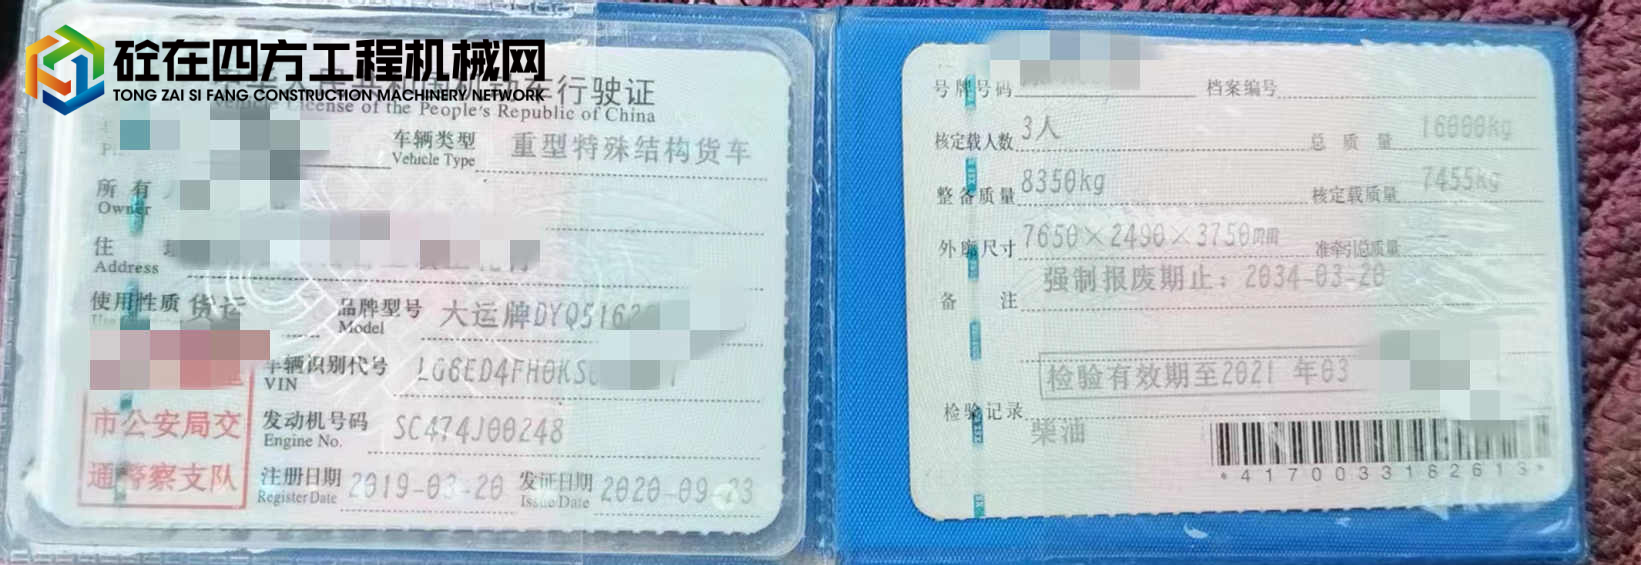 砼在四方工程机械网
TONG ZAI SI FANG CONSTRUCTION MACHINERY NETWORK
行驶证
Vehicle License of the People's Republic of China
车辆类型 重型特殊结构货车
Vehicle Type
所有
Owner
住
Address
使用性质 货运 品牌型号 大运牌DYQ5162
Model
车辆识别代号 LG6ED4FH0KS
VIN
市公安局交
通警察支队
发动机号码 SC474J00248
Engine No.
注册日期 2019-03-20 发证日期 2020-09-23
Register Date Issue Date
号牌号码 档案编号
核定载人数 3人 总质量 16000kg
整备质量 8350kg 核定载质量 7455kg
外廓尺寸 7650×2490×3750mm 准牵引总质量
备注 强制报废期止：2034-03-20
检验有效期至2021 年03
检验记录
柴油
*4170033182613*